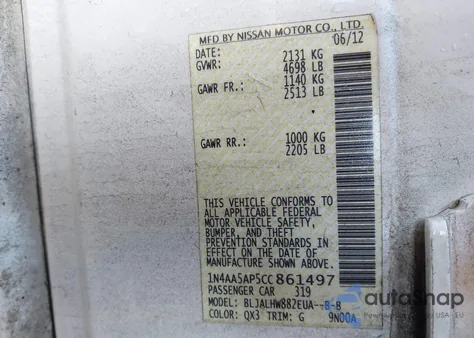 MFD BY NISSAN MOTOR CO., LTD.
DATE: 06/12
GVWR: 2131 KG
4698 LB
GAWR FR.: 1140 KG
2513 LB
GAWR RR.: 1000 KG
2205 LB
THIS VEHICLE CONFORMS TO
ALL APPLICABLE FEDERAL
MOTOR VEHICLE SAFETY,
BUMPER, AND THEFT
PREVENTION STANDARDS IN
EFFECT ON THE DATE OF
MANUFACTURE SHOWN ABOVE.
1N4AA5AP5CC861497
PASSENGER CAR 319
MODEL: BLJALHW882EUA--B-B
COLOR: QX3 TRIM: G 9N00A
autosnap